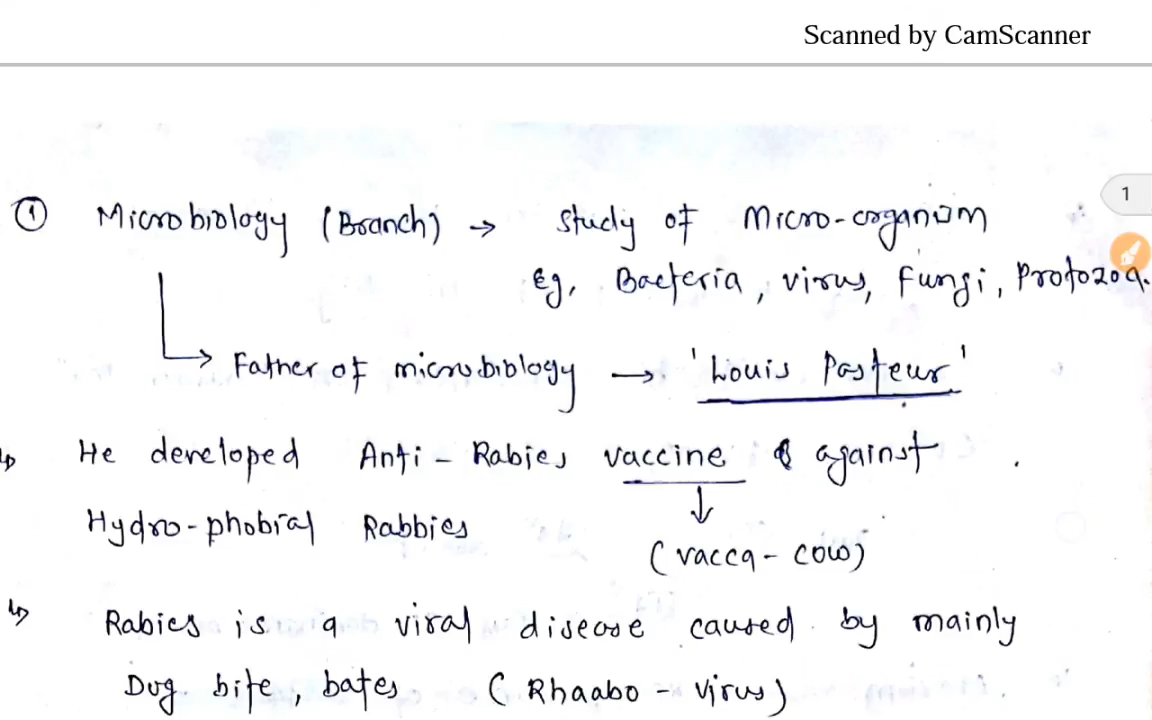 Scanned by CamScanner
1
① Microbiology (Branch) → Study of Micro-organism
Eg, Bacteria, virus, Fungi, Protozoa.
→ Father of microbiology → 'Louis Pasteur'
↳ He developed Anti-Rabies vaccine & against
Hydro-phobial Rabbies
↓
(vacca - cow)
↳ Rabies is a viral disease caused by mainly
Dog bite, bates (Rhaabo - virus)